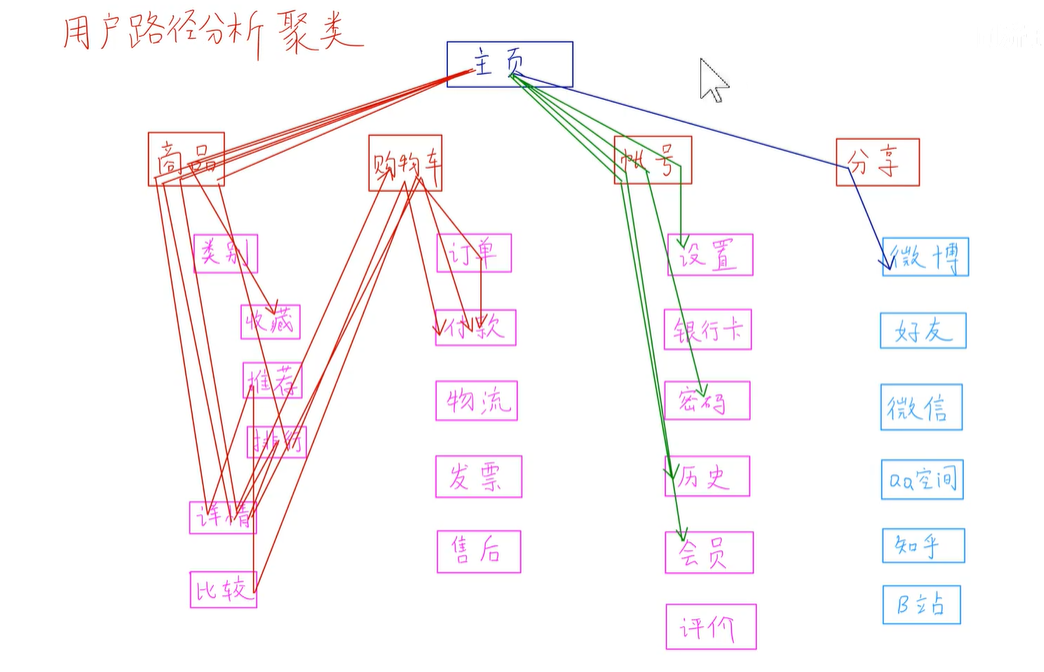 用户路径分析 聚类
主页
商品
购物车
帐号
分享
类别
收藏
推荐
排行
详情
比较
订单
付款
物流
发票
售后
设置
银行卡
密码
历史
会员
评价
微博
好友
微信
qq空间
知乎
B站